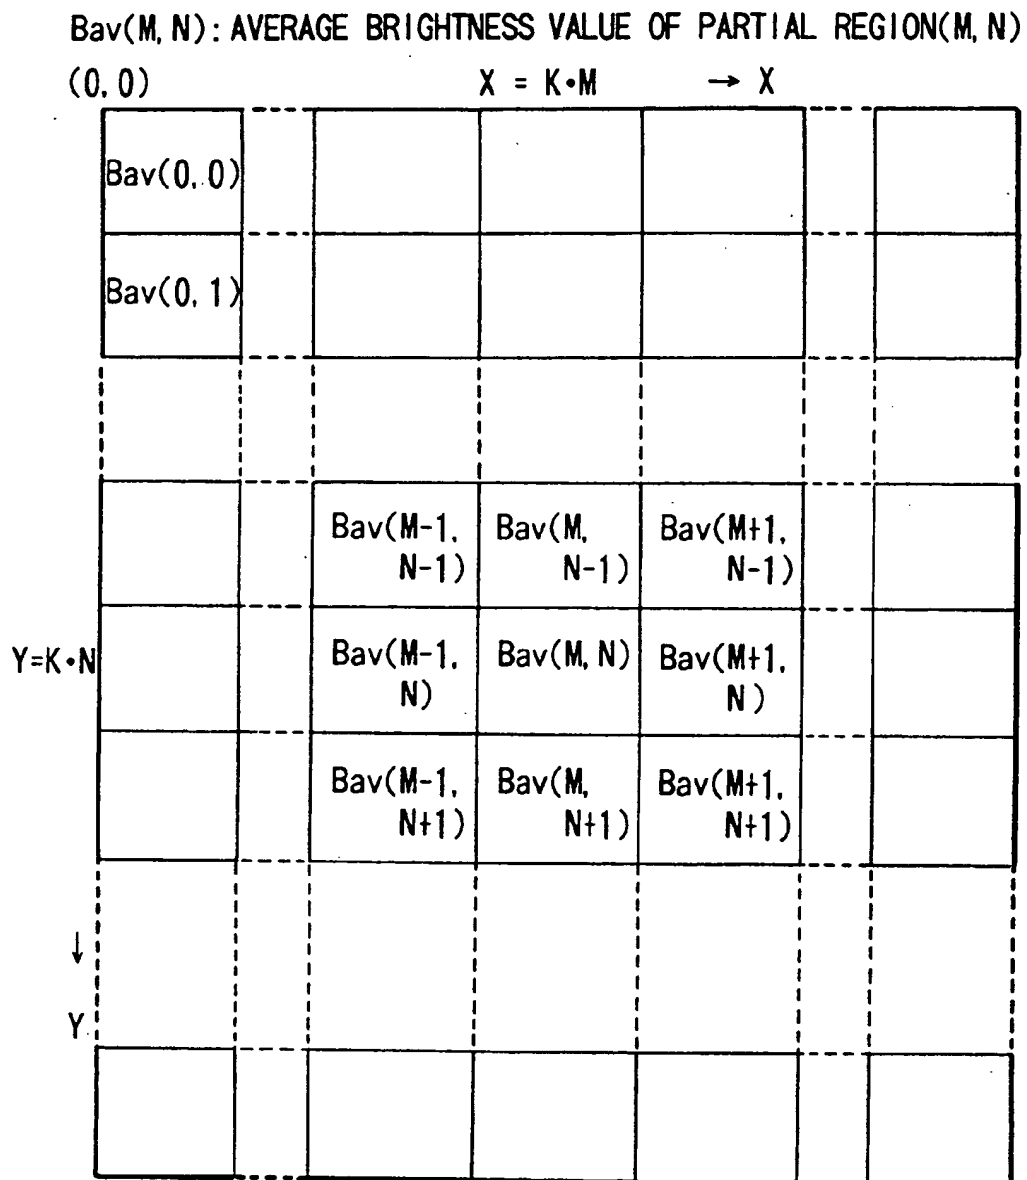 Bav(M, N): AVERAGE BRIGHTNESS VALUE OF PARTIAL REGION(M, N)
(0, 0) X = K•M → X
Bav(0, 0)
Bav(0, 1)
Bav(M-1, N-1)
Bav(M, N-1)
Bav(M+1, N-1)
Y=K•N
Bav(M-1, N)
Bav(M, N)
Bav(M+1, N)
Bav(M-1, N+1)
Bav(M, N+1)
Bav(M+1, N+1)
↓
Y